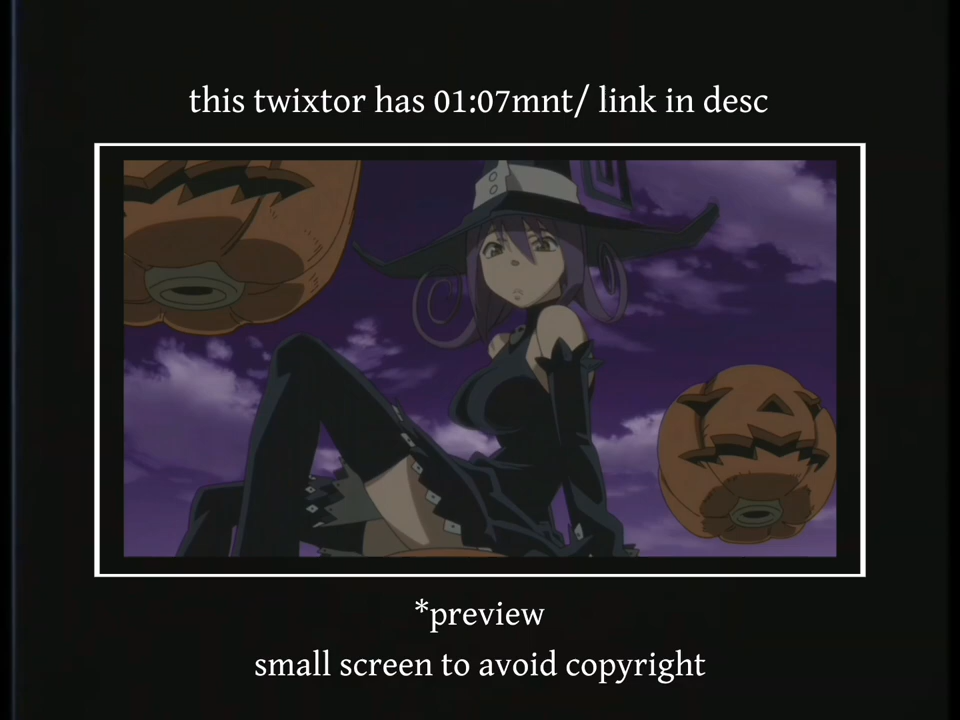 this twixtor has 01:07mnt/ link in desc
*preview
small screen to avoid copyright